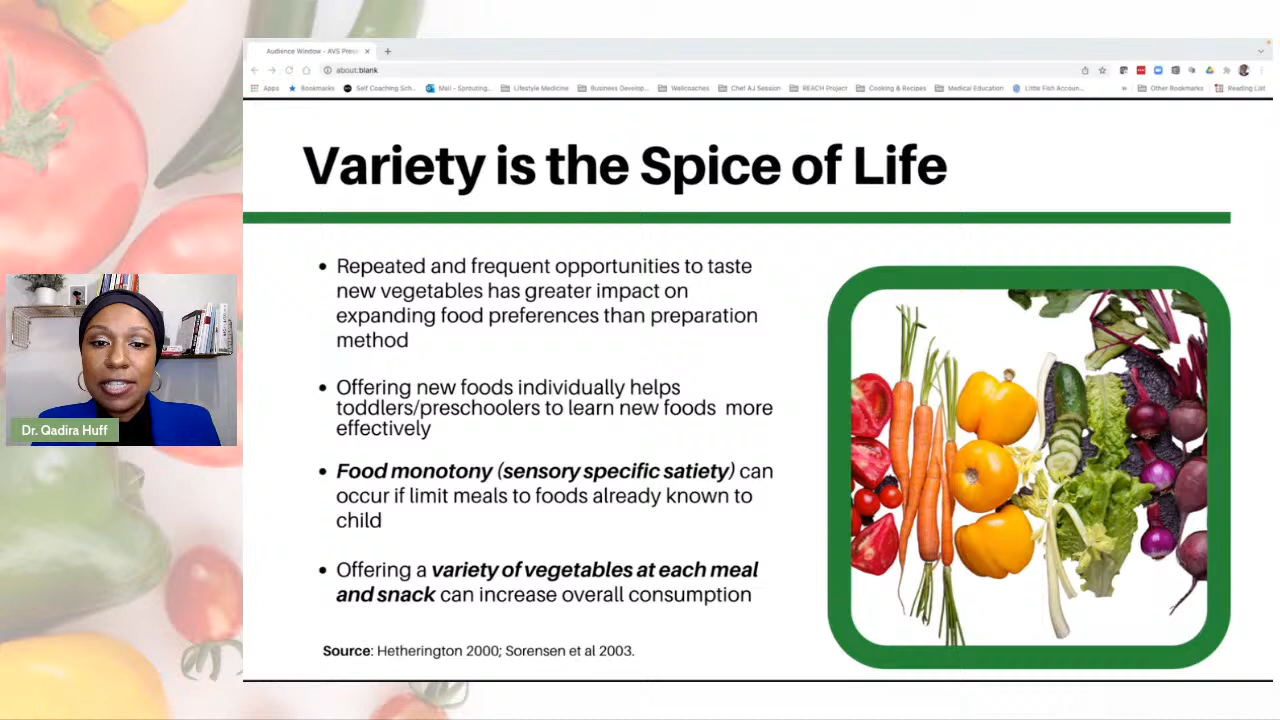 Audience Window - AVS Prese
about:blank
Apps
Bookmarks
Self Coaching Sch...
Mail - Sprouting...
Lifestyle Medicine
Business Develop...
Wellcoaches
Chef AJ Session
REACH Project
Cooking & Recipes
Medical Education
Little Fish Accoun...
»
Other Bookmarks
Reading List
Variety is the Spice of Life
• Repeated and frequent opportunities to taste
new vegetables has greater impact on
expanding food preferences than preparation
method
• Offering new foods individually helps
toddlers/preschoolers to learn new foods more
effectively
• Food monotony (sensory specific satiety) can
occur if limit meals to foods already known to
child
• Offering a variety of vegetables at each meal
and snack can increase overall consumption
Source: Hetherington 2000; Sorensen et al 2003.
Dr. Qadira Huff